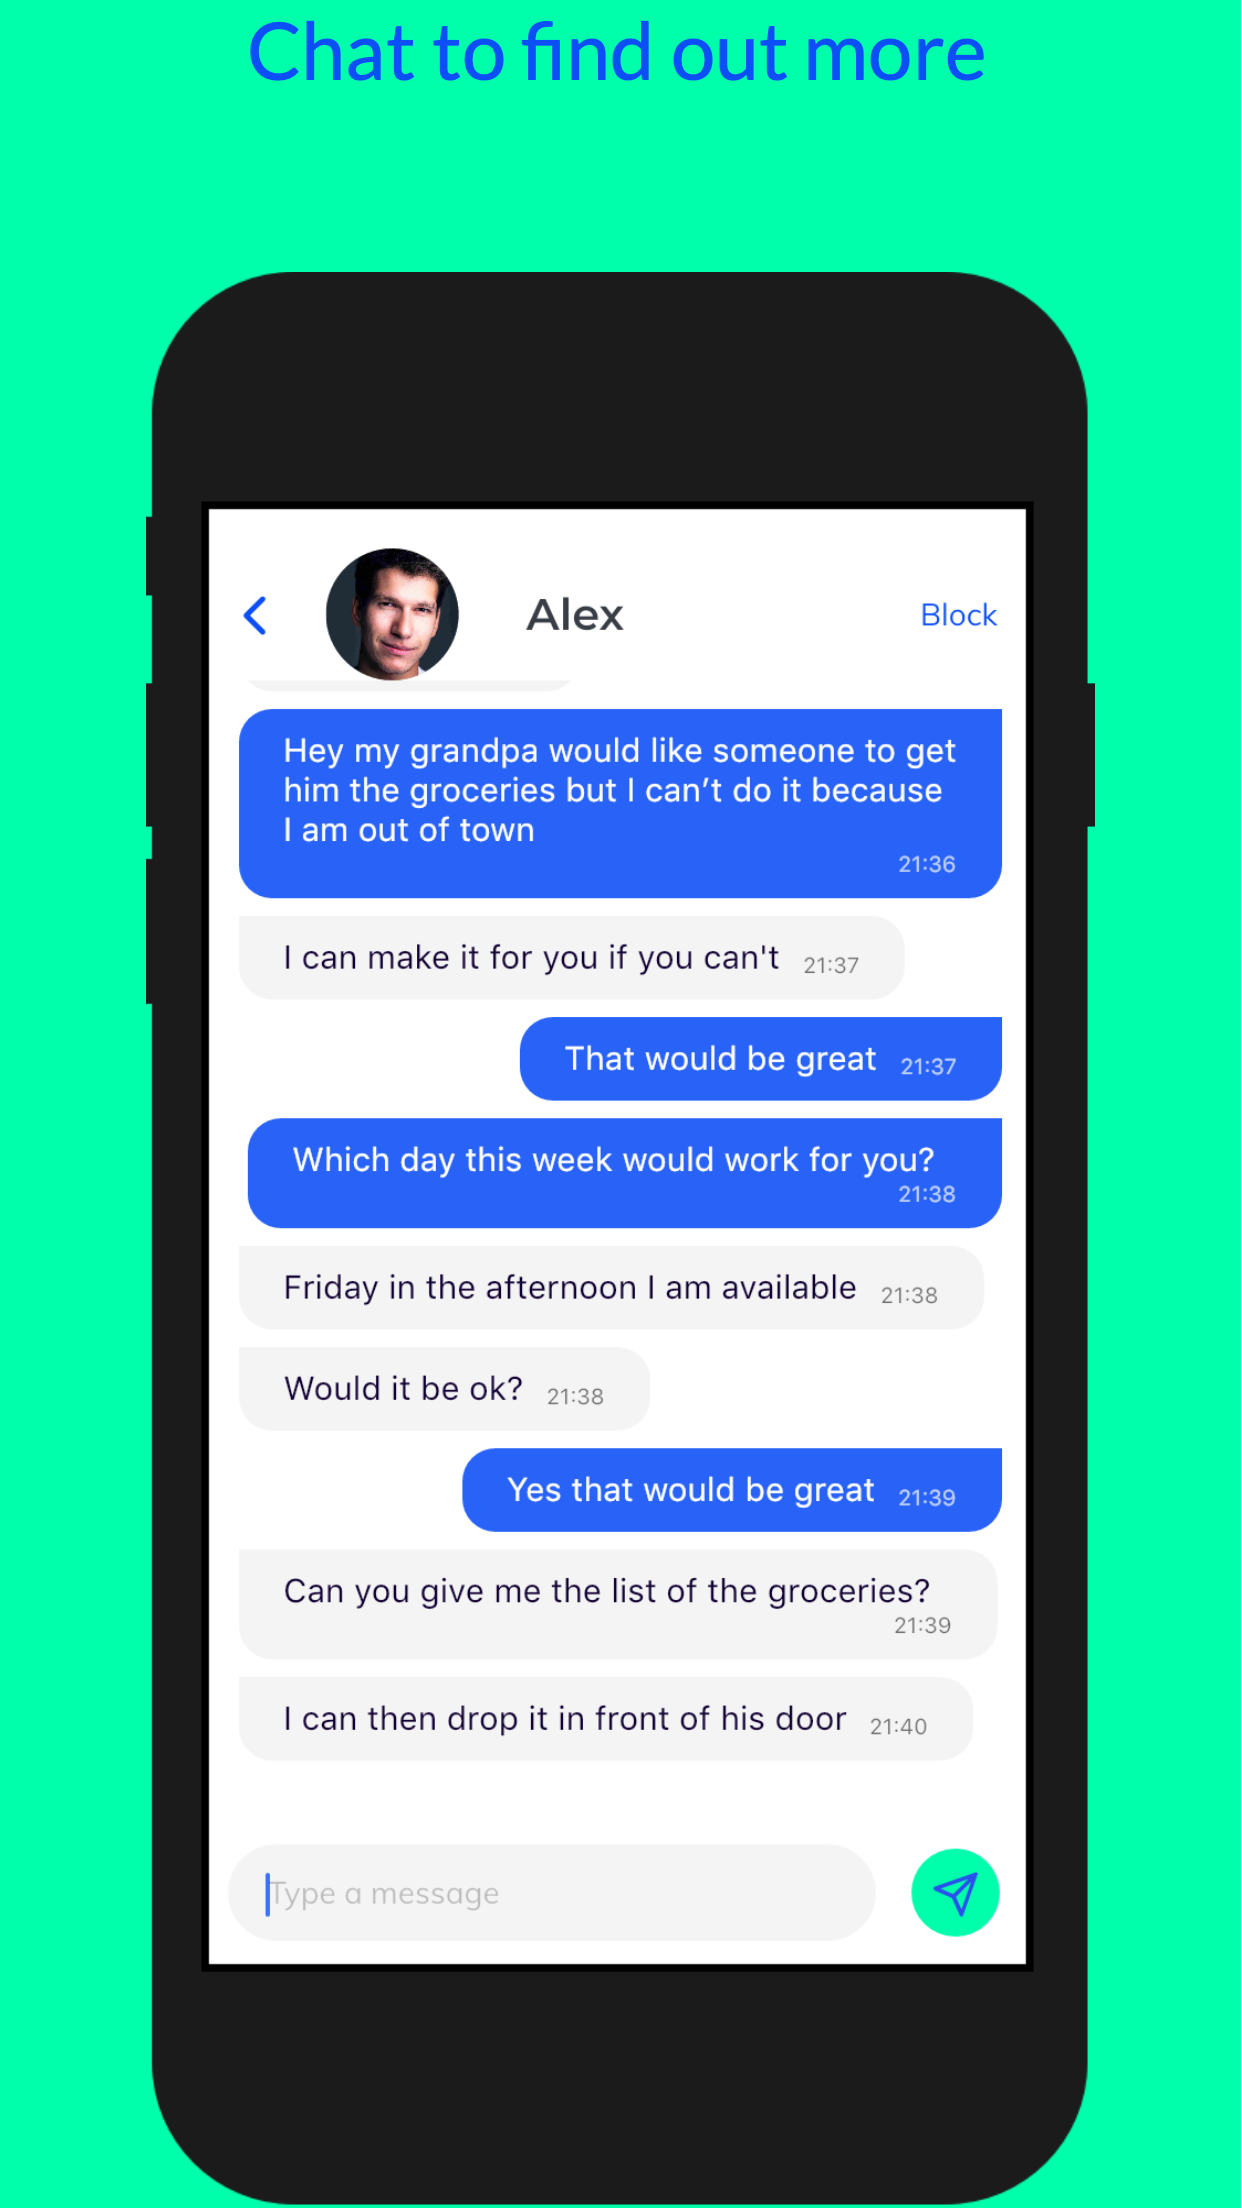 Chat to find out more
Alex
Block
Hey my grandpa would like someone to get
him the groceries but I can’t do it because
I am out of town
21:36
I can make it for you if you can't 21:37
That would be great 21:37
Which day this week would work for you?
21:38
Friday in the afternoon I am available 21:38
Would it be ok? 21:38
Yes that would be great 21:39
Can you give me the list of the groceries?
21:39
I can then drop it in front of his door 21:40
Type a message